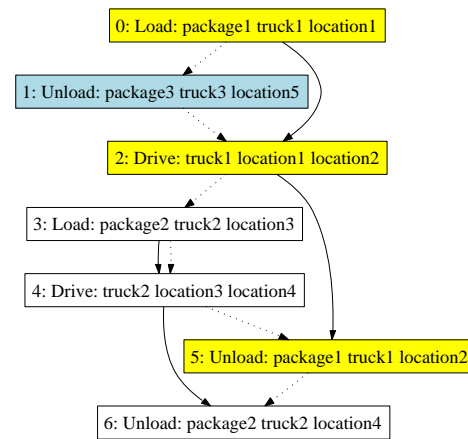 0: Load: package1 truck1 location1
1: Unload: package3 truck3 location5
2: Drive: truck1 location1 location2
3: Load: package2 truck2 location3
4: Drive: truck2 location3 location4
5: Unload: package1 truck1 location2
6: Unload: package2 truck2 location4